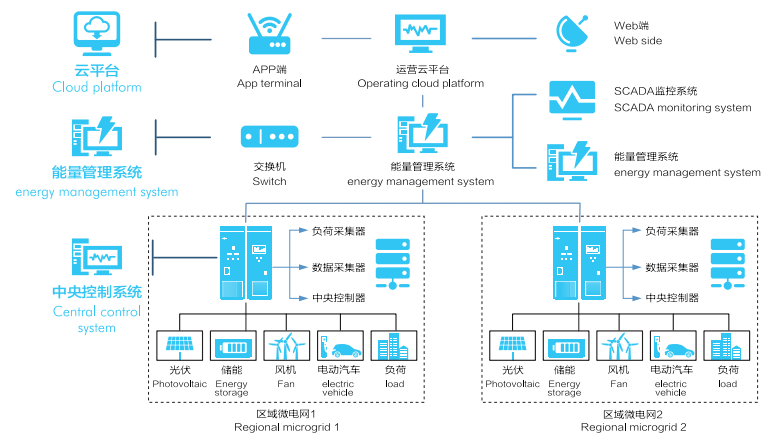 云平台
Cloud platform
APP端
App terminal
运营云平台
Operating cloud platform
Web端
Web side
SCADA监控系统
SCADA monitoring system
能量管理系统
energy management system
交换机
Switch
能量管理系统
energy management system
能量管理系统
energy management system
中央控制系统
Central control
system
负荷采集器
数据采集器
中央控制器
光伏
Photovoltaic
储能
Energy
storage
风机
Fan
电动汽车
electric
vehicle
负荷
load
区域微电网1
Regional microgrid 1
负荷采集器
数据采集器
中央控制器
光伏
Photovoltaic
储能
Energy
storage
风机
Fan
电动汽车
electric
vehicle
负荷
load
区域微电网2
Regional microgrid 2